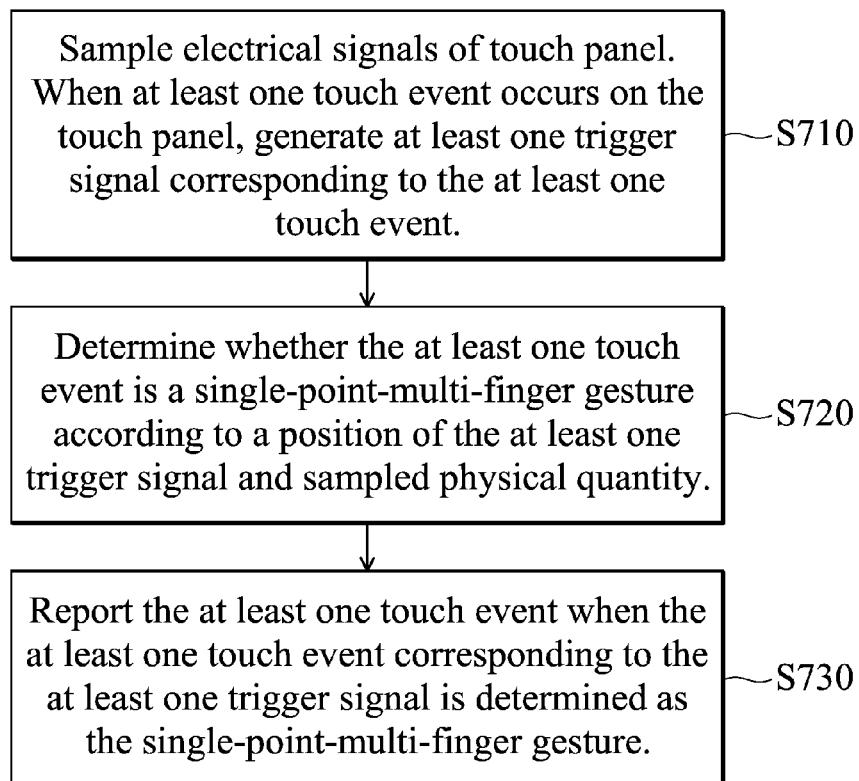 Sample electrical signals of touch panel.
When at least one touch event occurs on the
touch panel, generate at least one trigger
signal corresponding to the at least one
touch event.
S710
Determine whether the at least one touch
event is a single-point-multi-finger gesture
according to a position of the at least one
trigger signal and sampled physical quantity.
S720
Report the at least one touch event when the
at least one touch event corresponding to the
at least one trigger signal is determined as
the single-point-multi-finger gesture.
S730